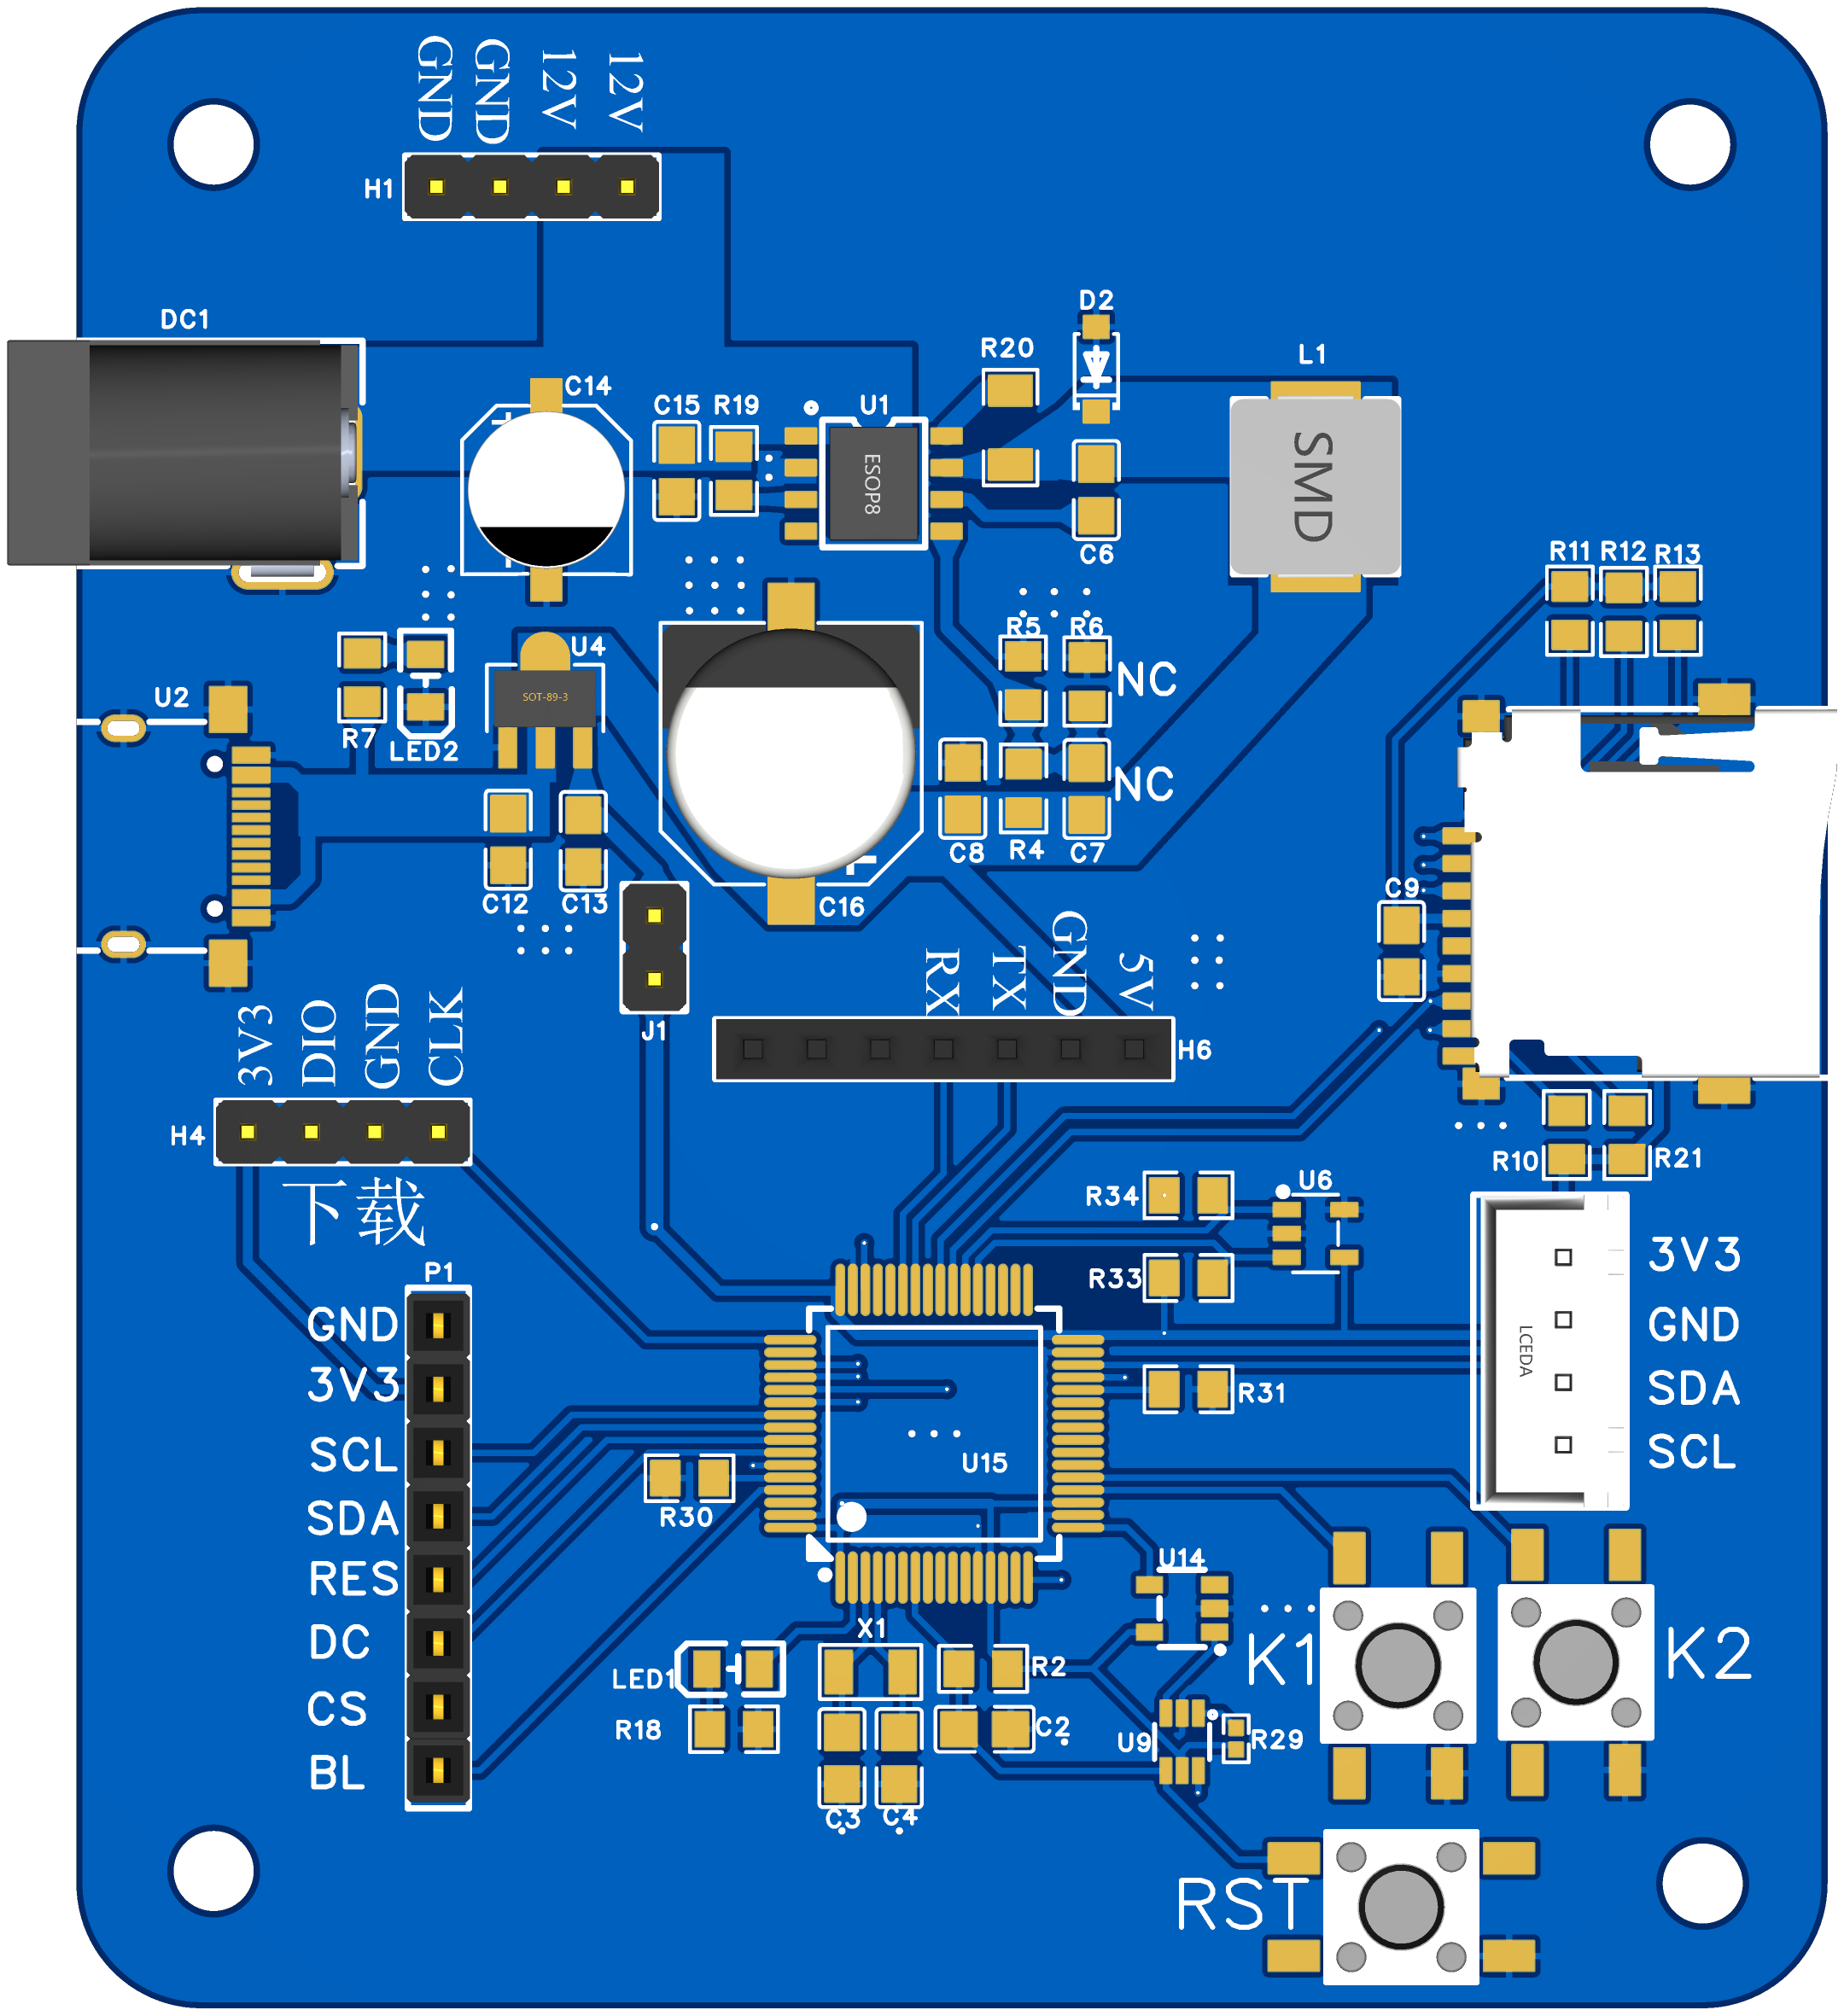 GND
GND
12V
12V
H1
DC1
D2
R20
L1
C14
C15
R19
U1
ESOP8
SMD
C6
R11
R12
R13
R5
R6
U4
NC
SOT-89-3
U2
R7
LED2
NC
C8
R4
C7
C9
C12
C13
C16
RX
TX
GND
5V
3V3
DIO
GND
CLK
J1
H6
H4
R10
R21
下载
R34
U6
R33
P1
GND
3V3
SCL
SDA
RES
DC
CS
BL
3V3
GND
SDA
SCL
LCEDA
R31
U15
R30
U14
X1
K1
K2
LED1
R2
R18
C2
U9
R29
C3
C4
RST